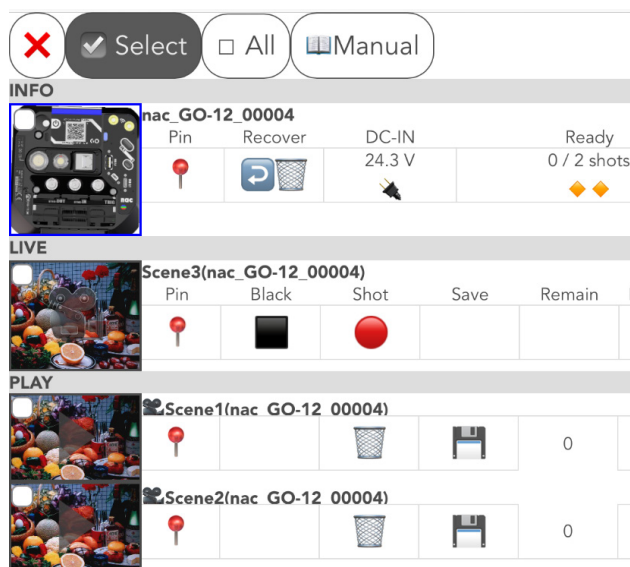 Select All Manual
INFO
nac_GO-12_00004
Pin Recover DC-IN Ready
24.3 V 0 / 2 shots
LIVE
Scene3(nac_GO-12_00004)
Pin Black Shot Save Remain
PLAY
Scene1(nac_GO-12_00004)
0
Scene2(nac_GO-12_00004)
0